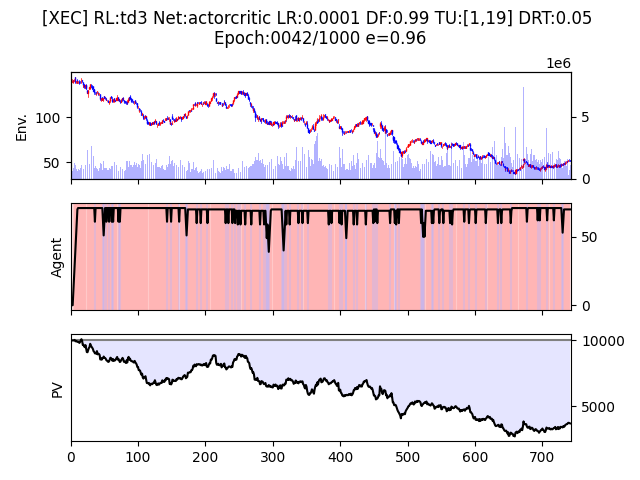 [XEC] RL:td3 Net:actorcritic LR:0.0001 DF:0.99 TU:[1,19] DRT:0.05
Epoch:0042/1000 e=0.96
1e6
Env.
100
50
5
0
Agent
50
0
PV
10000
5000
0 100 200 300 400 500 600 700